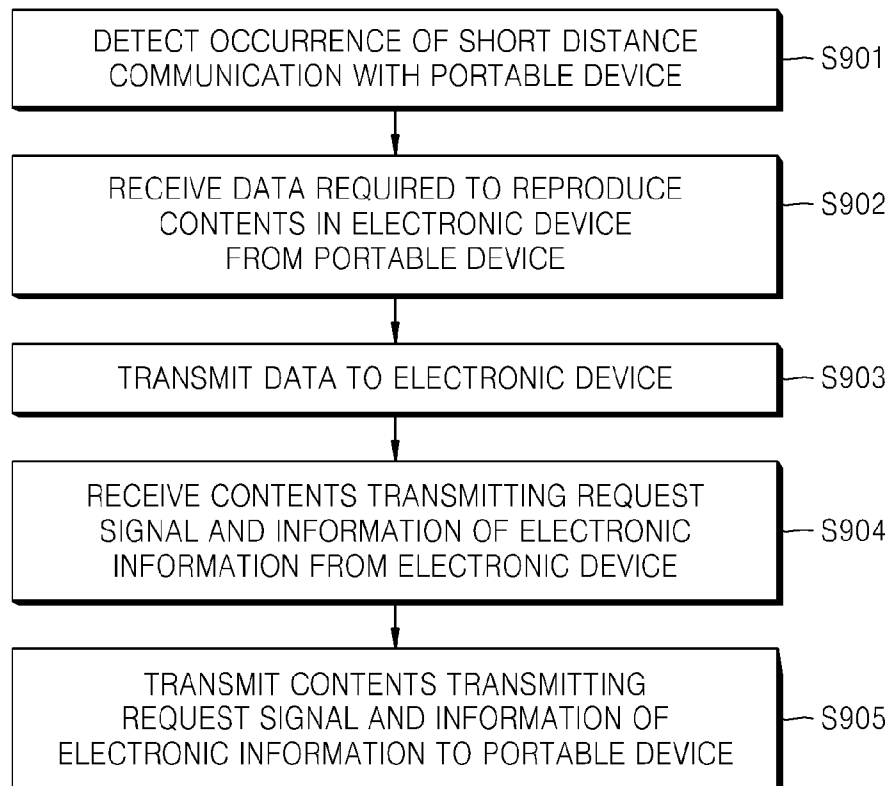 DETECT OCCURRENCE OF SHORT DISTANCE
COMMUNICATION WITH PORTABLE DEVICE
S901
RECEIVE DATA REQUIRED TO REPRODUCE
CONTENTS IN ELECTRONIC DEVICE
FROM PORTABLE DEVICE
S902
TRANSMIT DATA TO ELECTRONIC DEVICE
S903
RECEIVE CONTENTS TRANSMITTING REQUEST
SIGNAL AND INFORMATION OF ELECTRONIC
INFORMATION FROM ELECTRONIC DEVICE
S904
TRANSMIT CONTENTS TRANSMITTING
REQUEST SIGNAL AND INFORMATION OF
ELECTRONIC INFORMATION TO PORTABLE DEVICE
S905